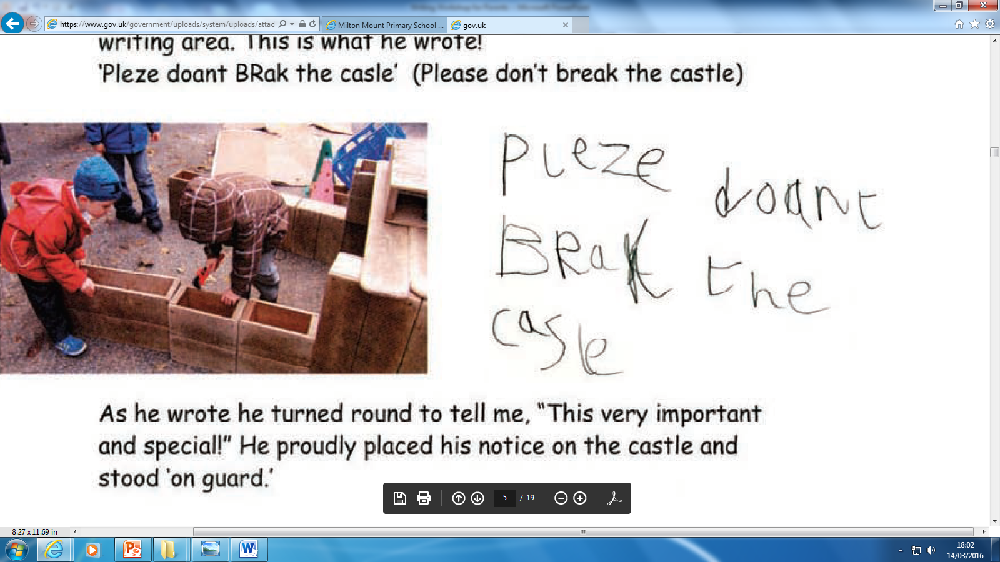 https://www.gov.uk/government/uploads/system/uploads/attac
Milton Mount Primary School ...
gov.uk
writing area. This is what he wrote!
‘Pleze doant BRak the casle’ (Please don’t break the castle)
Pleze
doant
BRak the
casle
As he wrote he turned round to tell me, “This very important
and special!” He proudly placed his notice on the castle and
stood ‘on guard.’
5 / 19
8.27 x 11.69 in
18:02
14/03/2016